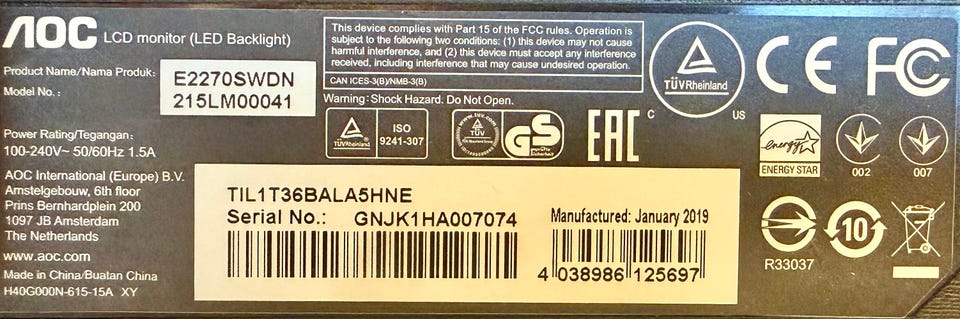 AOC LCD monitor (LED Backlight)
Product Name/Nama Produk: E2270SWDN
Model No.: 215LM00041
Power Rating/Tegangan:
100-240V~ 50/60Hz 1.5A
AOC International (Europe) B.V.
Amstelgebouw, 6th floor
Prins Bernhardplein 200
1097 JB Amsterdam
The Netherlands
www.aoc.com
Made in China/Buatan China
H40G000N-615-15A XY
This device complies with Part 15 of the FCC rules. Operation is
subject to the following two conditions: (1) this device may not cause
harmful interference, and (2) this device must accept any interference
received, including interference that may cause undesired operation.
CAN ICES-3(B)/NMB-3(B)
Warning: Shock Hazard. Do Not Open.
TÜVRheinland
ISO
9241-307
TÜV
GS
EAC
C TÜVRheinland US
CE FC
energy
ENERGY STAR
002
007
R33037
10
TIL1T36BALA5HNE
Serial No.: GNJK1HA007074
Manufactured: January 2019
4 038986 125697